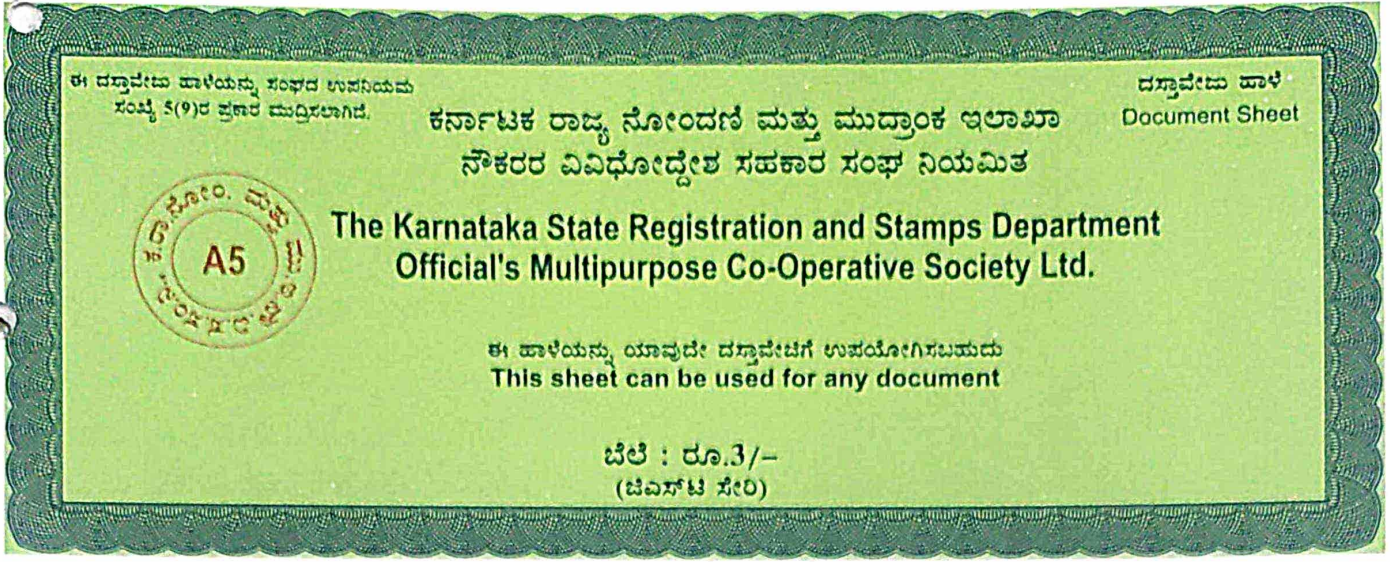 ಈ ದಸ್ತಾವೇಜು ಹಾಳೆಯನ್ನು ಸಂಘದ ಉಪನಿಯಮ
ಸಂಖ್ಯೆ 5(9)ರ ಪ್ರಕಾರ ಮುದ್ರಿಸಲಾಗಿದೆ.
ದಸ್ತಾವೇಜು ಹಾಳೆ
Document Sheet
ಕರ್ನಾಟಕ ರಾಜ್ಯ ನೋಂದಣಿ ಮತ್ತು ಮುದ್ರಾಂಕ ಇಲಾಖಾ
ನೌಕರರ ವಿವಿಧೋದ್ದೇಶ ಸಹಕಾರ ಸಂಘ ನಿಯಮಿತ
The Karnataka State Registration and Stamps Department
Official's Multipurpose Co-Operative Society Ltd.
ಕ.ರಾ.ನೋಂ. ಮತ್ತು
A5
ಈ ಹಾಳೆಯನ್ನು ಯಾವುದೇ ದಸ್ತಾವೇಜಿಗೆ ಉಪಯೋಗಿಸಬಹುದು
This sheet can be used for any document
ಬೆಲೆ : ರೂ.3/–
(ಜಿಎಸ್‌ಟಿ ಸೇರಿ)